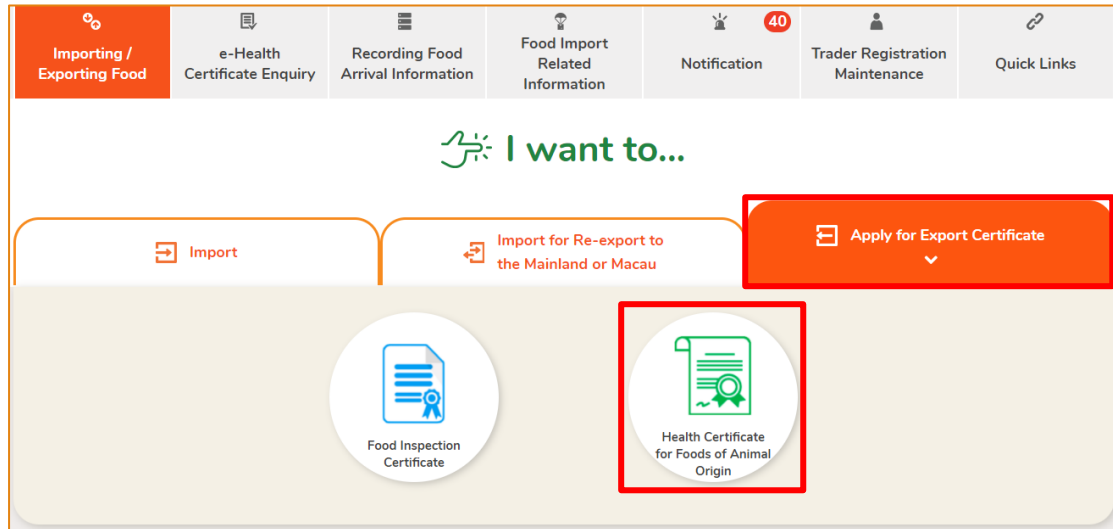 Importing /
Exporting Food
e-Health
Certificate Enquiry
Recording Food
Arrival Information
Food Import
Related
Information
40
Notification
Trader Registration
Maintenance
Quick Links
I want to...
Import
Import for Re-export to
the Mainland or Macau
Apply for Export Certificate
Food Inspection
Certificate
Health Certificate
for Foods of Animal
Origin